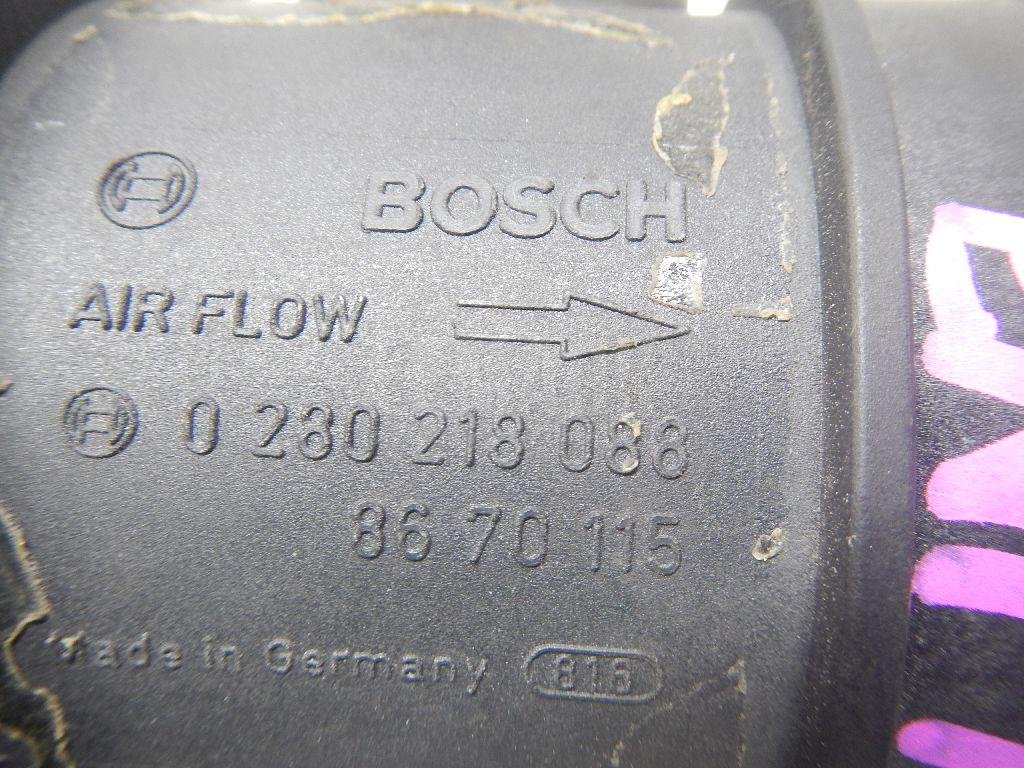 BOSCH
AIR FLOW
0 280 218 088
86 70 115
Made in Germany 816